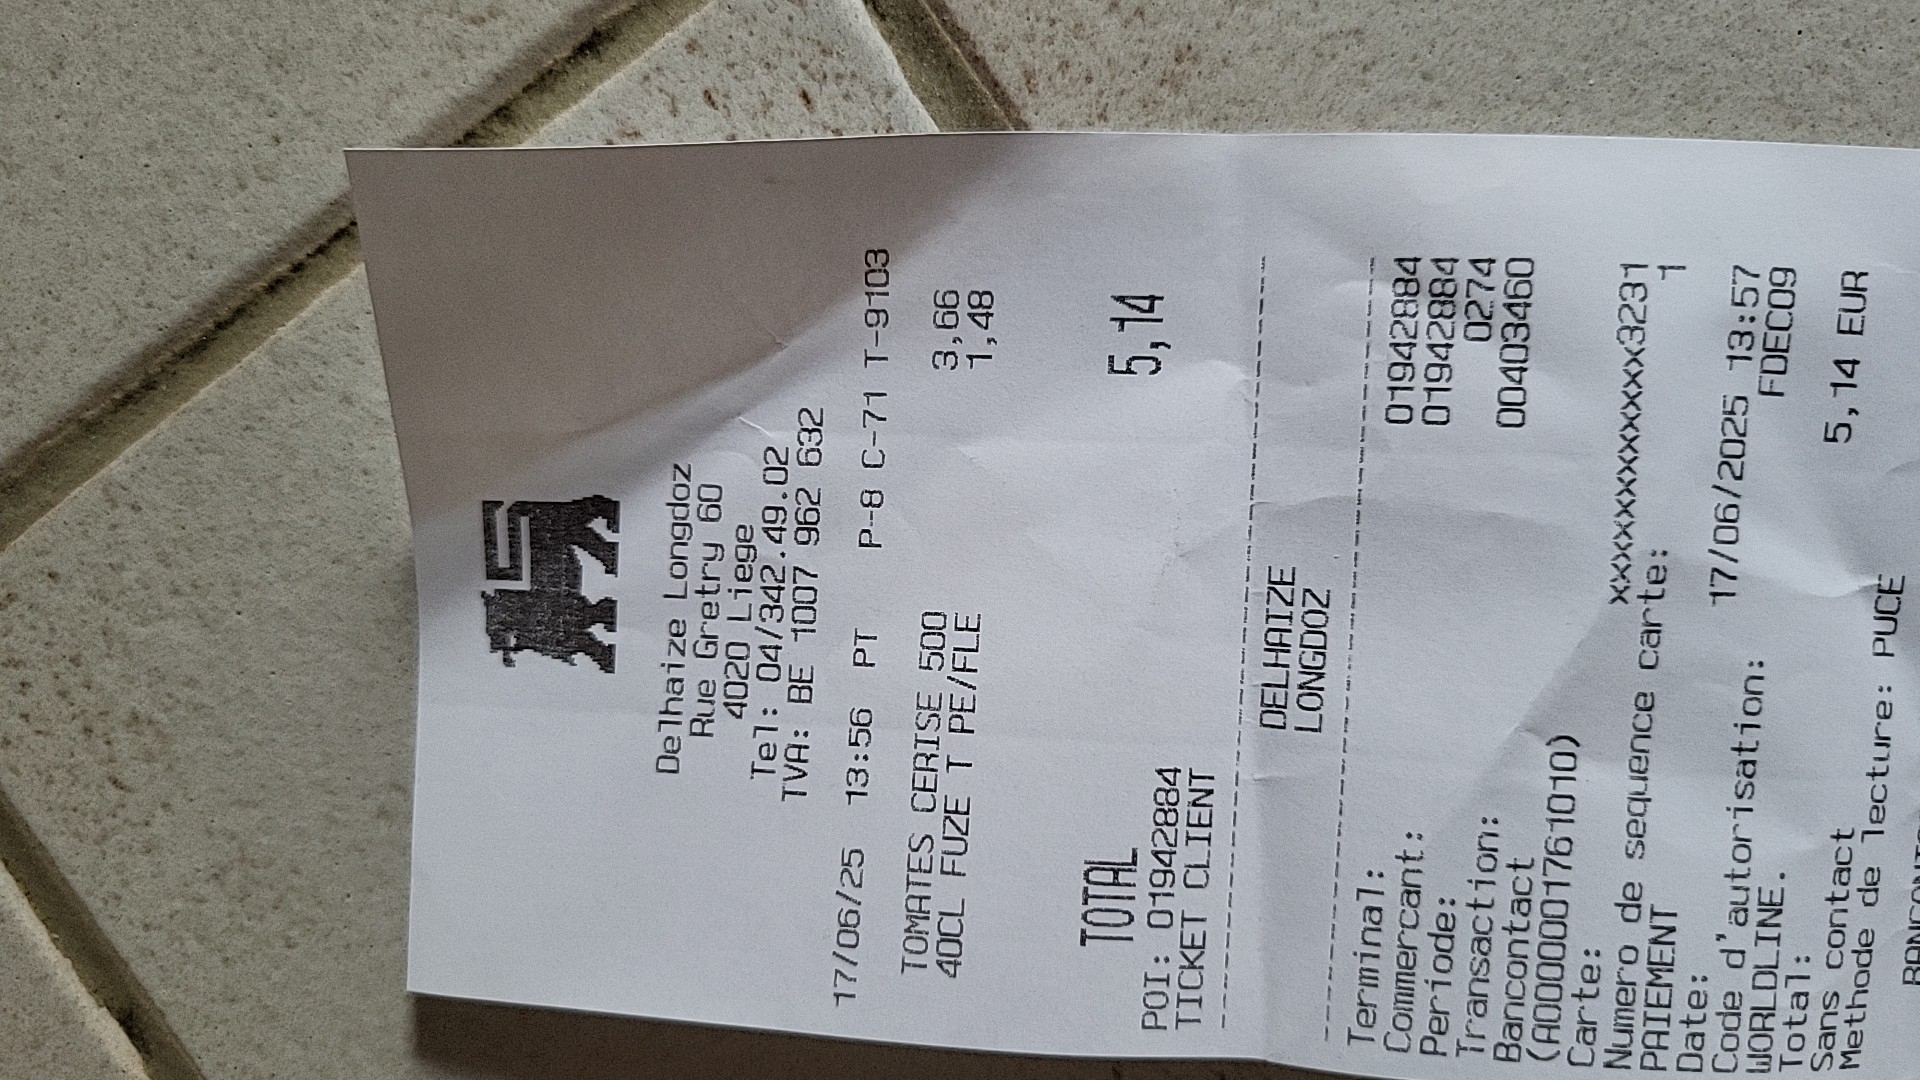 Delhaize Longdoz
Rue Gretry 60
4020 Liege
Tel: 04/342.49.02
TVA: BE 1007 962 632
17/06/25 13:56 PT P-8 C-71 T-9103
TOMATES CERISE 500 3,66
40CL FUZE T PE/FLE 1,48
TOTAL 5,14
POI: 01942884
TICKET CLIENT
DELHAIZE
LONGDOZ
Terminal: 01942884
Commercant: 01942884
Période: 0274
Transaction: 00403460
Bancontact
(A0000001761010)
Carte: xxxxxxxxxxxxx3231
Numero de sequence carte: 1
PAIEMENT
Date: 17/06/2025 13:57
Code d'autorisation: FDEC09
WORLDLINE.
Total: 5,14 EUR
Sans contact
Methode de lecture: PUCE